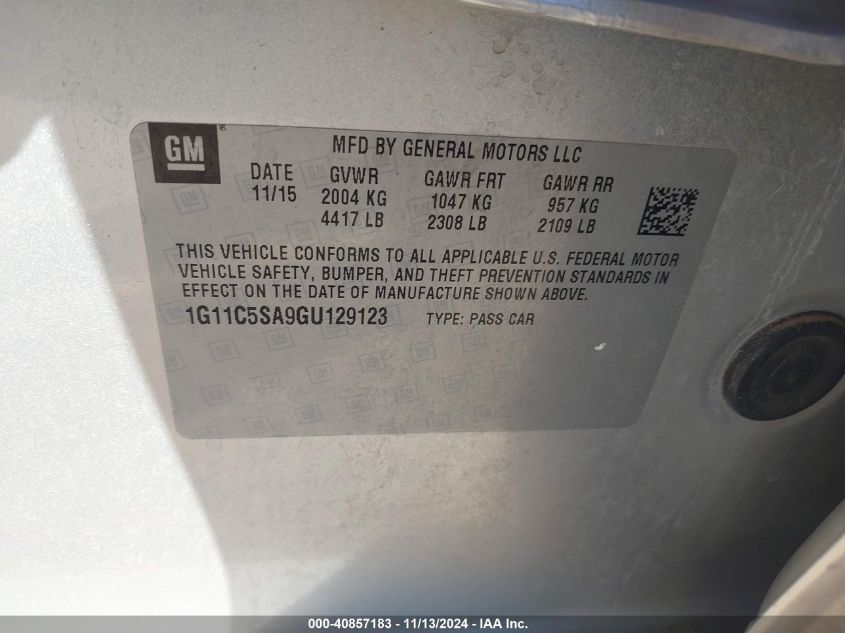 GM
MFD BY GENERAL MOTORS LLC
DATE GVWR GAWR FRT GAWR RR
11/15 2004 KG 1047 KG 957 KG
4417 LB 2308 LB 2109 LB
THIS VEHICLE CONFORMS TO ALL APPLICABLE U.S. FEDERAL MOTOR
VEHICLE SAFETY, BUMPER, AND THEFT PREVENTION STANDARDS IN
EFFECT ON THE DATE OF MANUFACTURE SHOWN ABOVE.
1G11C5SA9GU129123 TYPE: PASS CAR
000-40857183 - 11/13/2024 - IAA Inc.